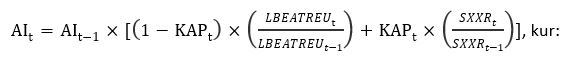 AI_t = AI_{t−1} × [(1 − KAP_t) × (LBEATREU_t / LBEATREU_{t−1}) + KAP_t × (SXXR_t / SXXR_{t−1})], kur: